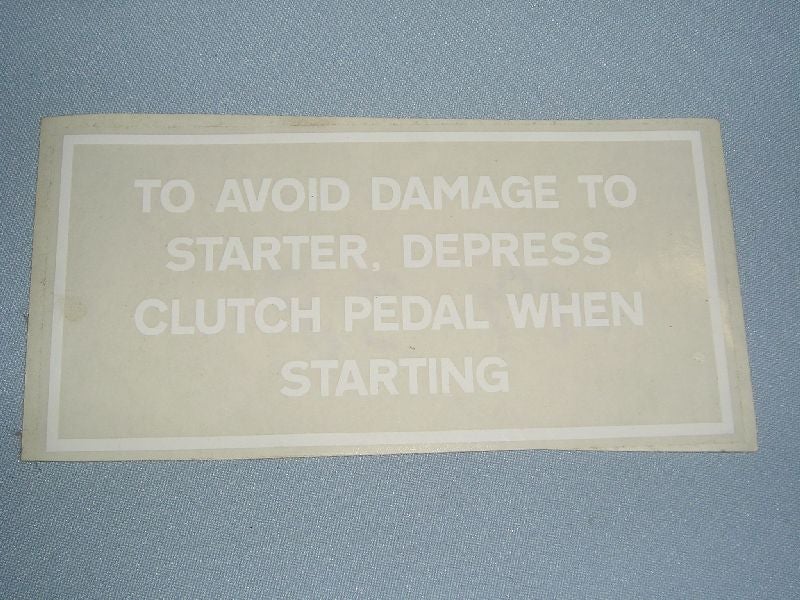 TO AVOID DAMAGE TO
STARTER, DEPRESS
CLUTCH PEDAL WHEN
STARTING